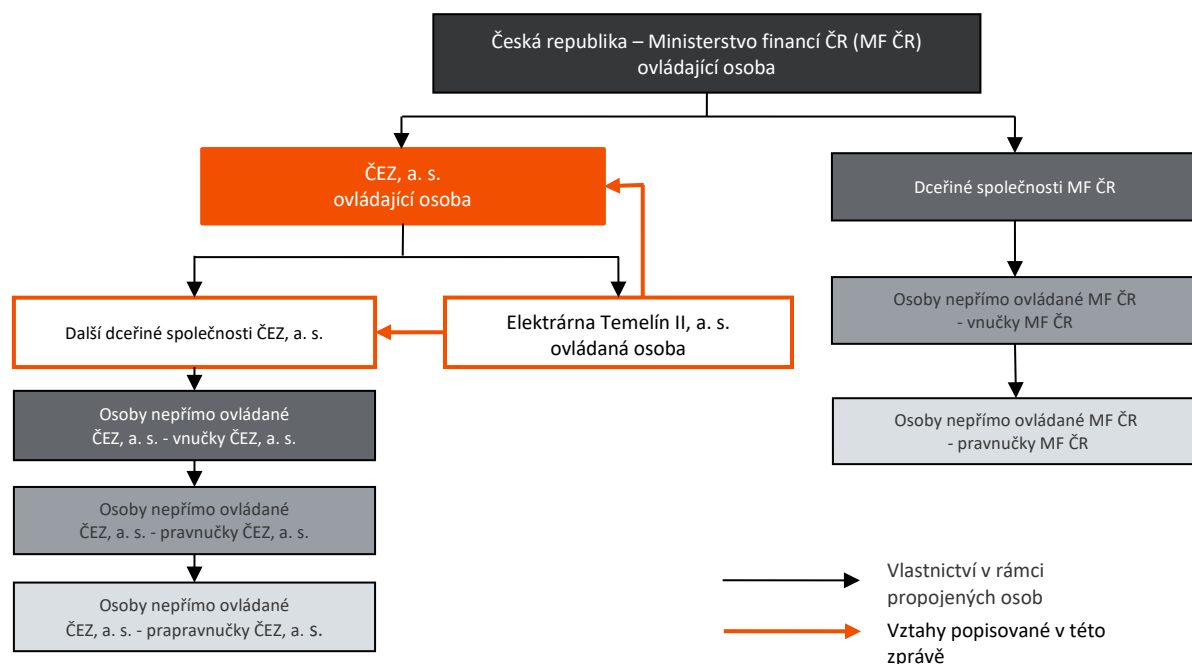 Česká republika – Ministerstvo financí ČR (MF ČR)
ovládající osoba
ČEZ, a. s.
ovládající osoba
Dceřiné společnosti MF ČR
Další dceřiné společnosti ČEZ, a. s.
Elektrárna Temelín II, a. s.
ovládaná osoba
Osoby nepřímo ovládané MF ČR
- vnučky MF ČR
Osoby nepřímo ovládané
ČEZ, a. s. - vnučky ČEZ, a. s.
Osoby nepřímo ovládané MF ČR
- pravnučky MF ČR
Osoby nepřímo ovládané
ČEZ, a. s. - pravnučky ČEZ, a. s.
Osoby nepřímo ovládané
ČEZ, a. s. - prapravnučky ČEZ, a. s.
Vlastnictví v rámci
propojených osob
Vztahy popisované v této
zprávě